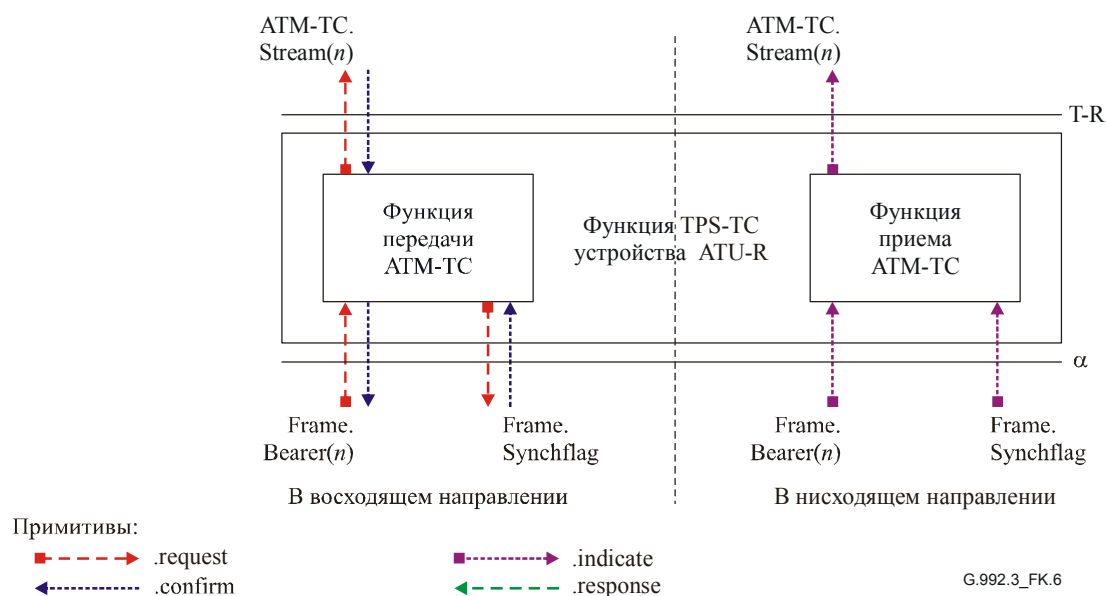 ATM-TC.
Stream(n)
ATM-TC.
Stream(n)
T-R
Функция
передачи
ATM-TC
Функция TPS-TC
устройства ATU-R
Функция
приема
ATM-TC
α
Frame.
Bearer(n)
Frame.
Synchflag
Frame.
Bearer(n)
Frame.
Synchflag
В восходящем направлении
В нисходящем направлении
Примитивы:
.request
.indicate
.confirm
.response
G.992.3_FK.6